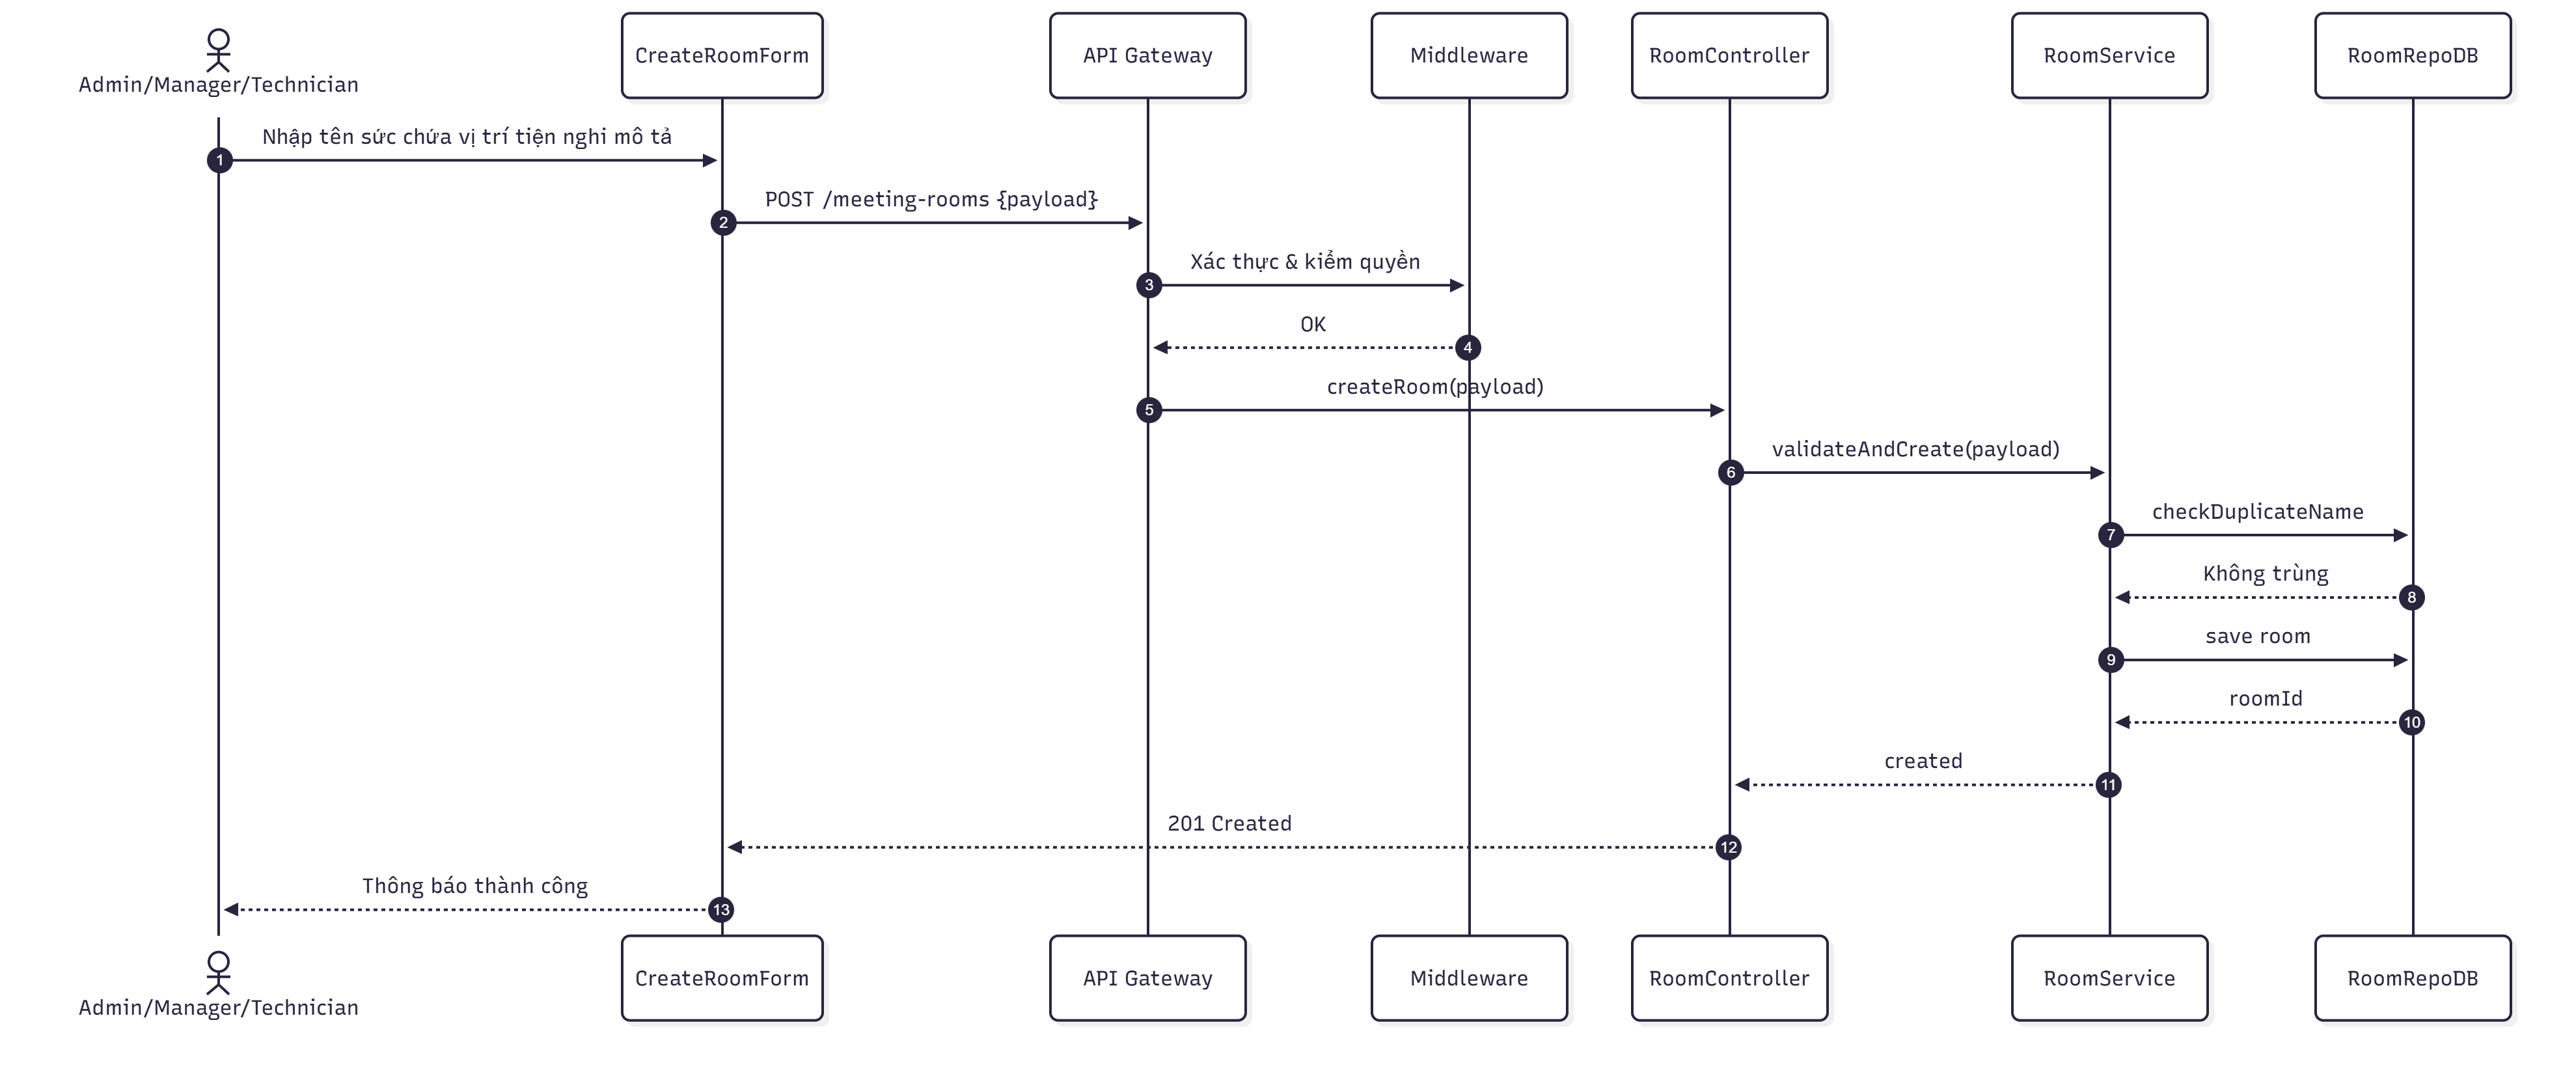 Admin/Manager/Technician
CreateRoomForm
API Gateway
Middleware
RoomController
RoomService
RoomRepoDB
Nhập tên sức chứa vị trí tiện nghi mô tả
1
POST /meeting-rooms {payload}
2
Xác thực & kiểm quyền
3
OK
4
createRoom(payload)
5
validateAndCreate(payload)
6
checkDuplicateName
7
Không trùng
8
save room
9
roomId
10
created
11
201 Created
12
Thông báo thành công
13
Admin/Manager/Technician
CreateRoomForm
API Gateway
Middleware
RoomController
RoomService
RoomRepoDB